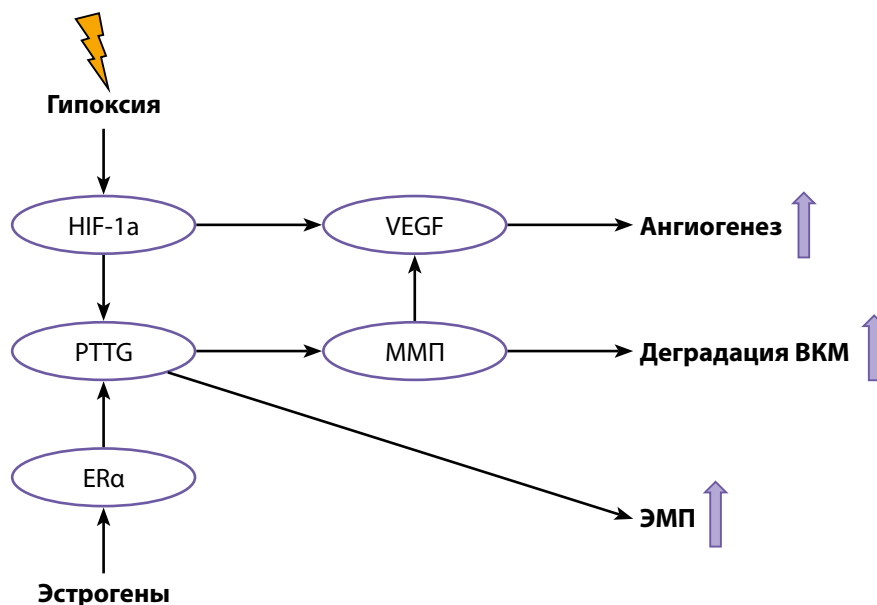 Гипоксия
HIF-1a
VEGF
Ангиогенез
PTTG
ММП
Деградация ВКМ
ERα
ЭМП
Эстрогены